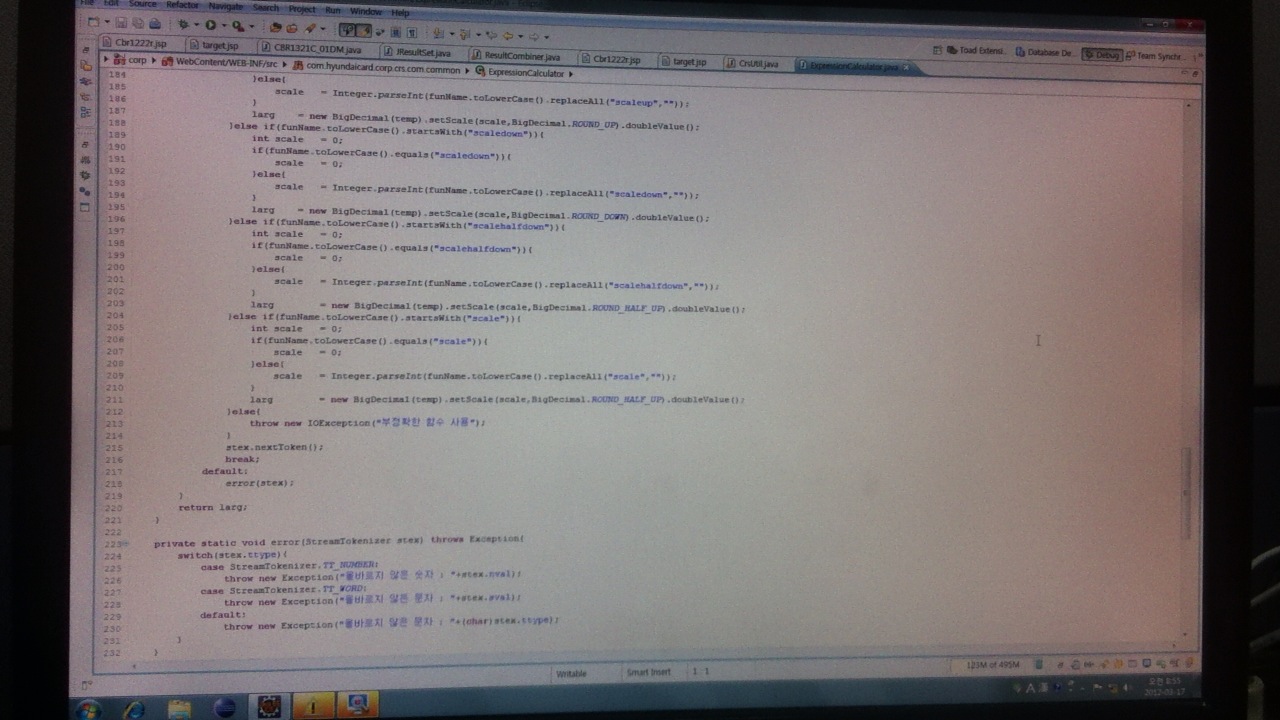 File Edit Source Refactor Navigate Search Project Run Window Help
Cbr1222r.jsp target.jsp CBR1321C_01DM.java JResultSet.java ResultCombiner.java Cbr1222r.jsp target.jsp CrsUtil.java ExpressionCalculator.java Toad Extensi.. Database De... Debug Team Synchr...
corp WebContent/WEB-INF/src com.hyundaicard.corp.crs.com.common ExpressionCalculator
184
185 }else{
186 scale = Integer.parseInt(funName.toLowerCase().replaceAll("scaleup",""));
187 }
188 larg = new BigDecimal(temp).setScale(scale,BigDecimal.ROUND_UP).doubleValue();
189 }else if(funName.toLowerCase().startsWith("scaledown")){
190 int scale = 0;
191 if(funName.toLowerCase().equals("scaledown")){
192 scale = 0;
193 }else{
194 scale = Integer.parseInt(funName.toLowerCase().replaceAll("scaledown",""));
195 }
196 larg = new BigDecimal(temp).setScale(scale,BigDecimal.ROUND_DOWN).doubleValue();
197 }else if(funName.toLowerCase().startsWith("scalehalfdown")){
198 int scale = 0;
199 if(funName.toLowerCase().equals("scalehalfdown")){
200 scale = 0;
201 }else{
202 scale = Integer.parseInt(funName.toLowerCase().replaceAll("scalehalfdown",""));
203 }
204 larg = new BigDecimal(temp).setScale(scale,BigDecimal.ROUND_HALF_UP).doubleValue();
205 }else if(funName.toLowerCase().startsWith("scale")){
206 int scale = 0;
207 if(funName.toLowerCase().equals("scale")){
208 scale = 0;
209 }else{
210 scale = Integer.parseInt(funName.toLowerCase().replaceAll("scale",""));
211 }
212 larg = new BigDecimal(temp).setScale(scale,BigDecimal.ROUND_HALF_UP).doubleValue();
213 }else{
214 throw new IOException("부정확한 함수 사용");
215 }
216 stex.nextToken();
217 break;
218 default:
219 error(stex);
220 }
221 return larg;
222 }
223 private static void error(StreamTokenizer stex) throws Exception{
224 switch(stex.ttype){
225 case StreamTokenizer.TT_NUMBER:
226 throw new Exception("올바르지 않은 숫자 : "+stex.nval);
227 case StreamTokenizer.TT_WORD:
228 throw new Exception("올바르지 않은 문자 : "+stex.sval);
229 default:
230 throw new Exception("올바르지 않은 문자 : "+(char)stex.ttype);
231 }
232 }
Writable Smart Insert 1 : 1 123M of 495M
오전 8:55
2012-03-17